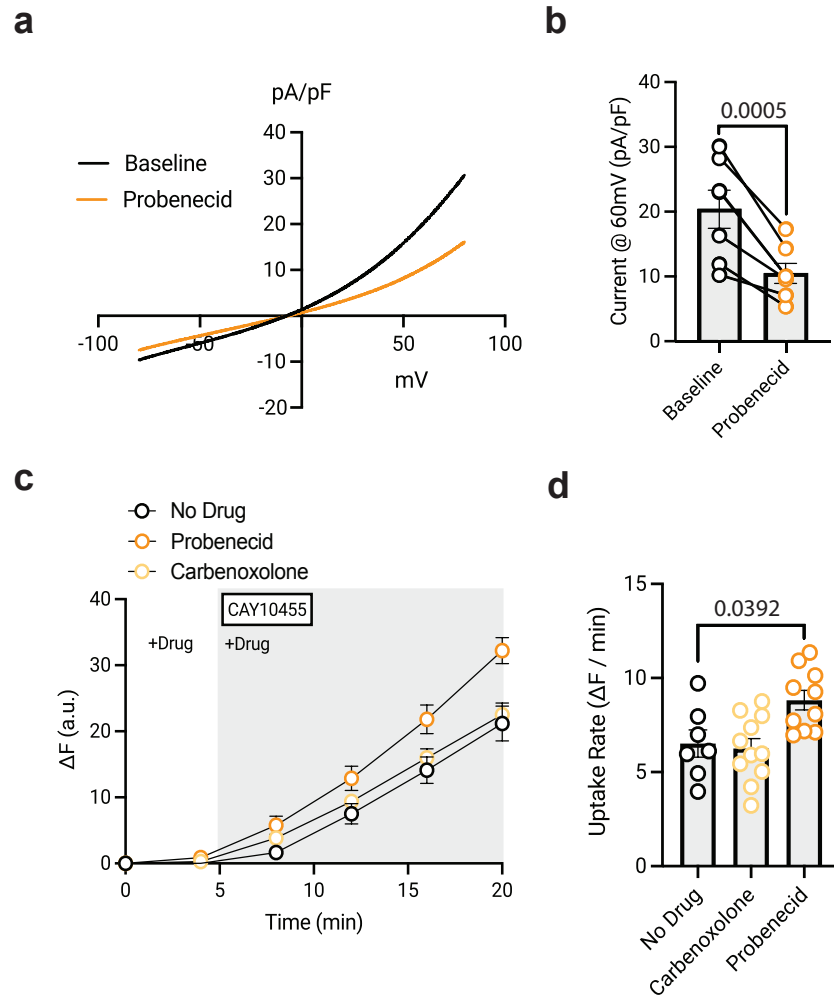 a
pA/pF
Baseline
Probenecid
40
30
20
10
-10
-20
-100
-50
50
100
mV
b
Current @ 60mV (pA/pF)
40
30
20
10
0
0.0005
Baseline
Probenecid
c
No Drug
Probenecid
Carbenoxolone
ΔF (a.u.)
40
30
20
10
0
CAY10455
+Drug
+Drug
0
5
10
15
20
Time (min)
d
Uptake Rate (ΔF / min)
15
10
5
0
0.0392
No Drug
Carbenoxolone
Probenecid